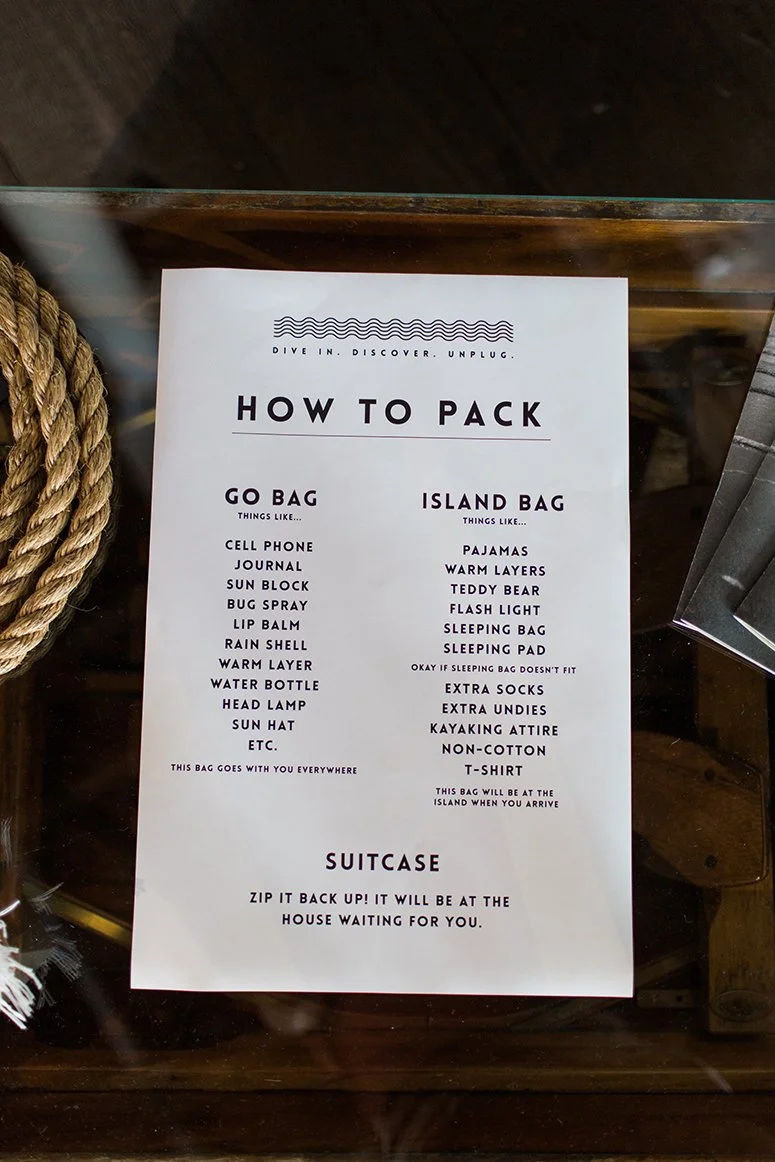 DIVE IN. DISCOVER. UNPLUG.
HOW TO PACK
GO BAG
THINGS LIKE...
CELL PHONE
JOURNAL
SUN BLOCK
BUG SPRAY
LIP BALM
RAIN SHELL
WARM LAYER
WATER BOTTLE
HEAD LAMP
SUN HAT
ETC.
THIS BAG GOES WITH YOU EVERYWHERE
ISLAND BAG
THINGS LIKE...
PAJAMAS
WARM LAYERS
TEDDY BEAR
FLASH LIGHT
SLEEPING BAG
SLEEPING PAD
OKAY IF SLEEPING BAG DOESN'T FIT
EXTRA SOCKS
EXTRA UNDIES
KAYAKING ATTIRE
NON-COTTON
T-SHIRT
THIS BAG WILL BE AT THE
ISLAND WHEN YOU ARRIVE
SUITCASE
ZIP IT BACK UP! IT WILL BE AT THE
HOUSE WAITING FOR YOU.